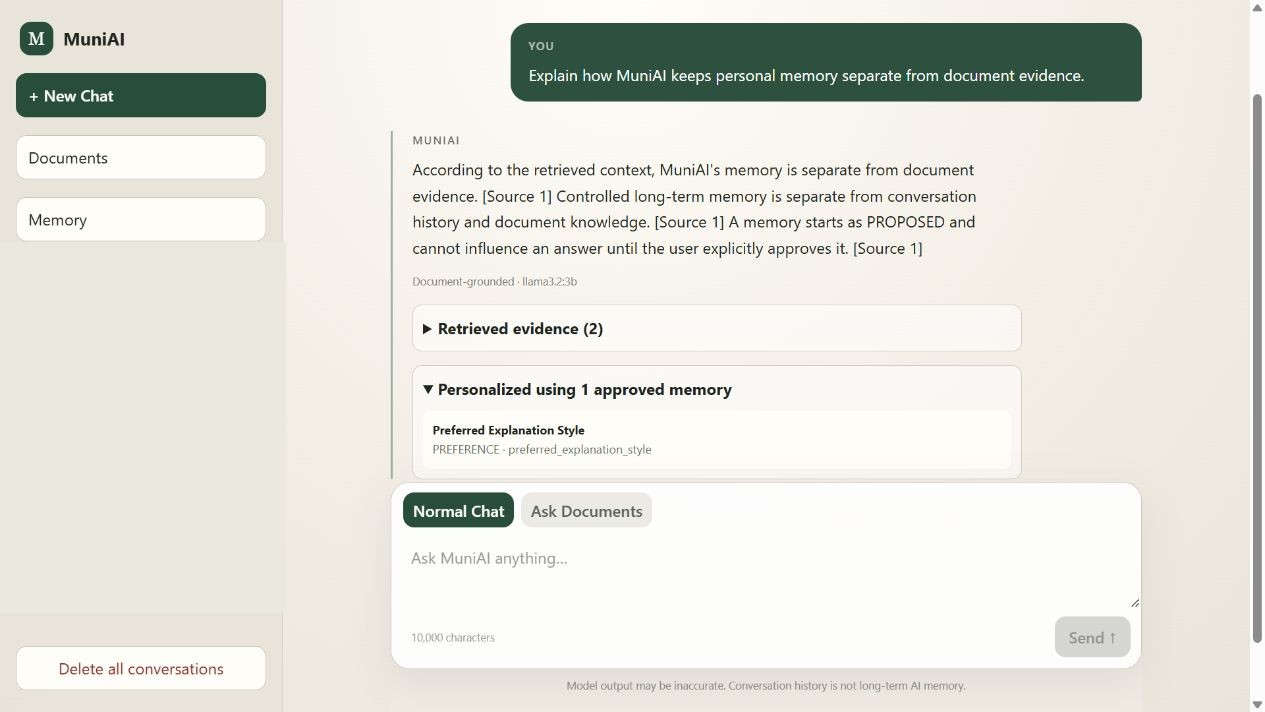 M MuniAI
+ New Chat
Documents
Memory
Delete all conversations
YOU
Explain how MuniAI keeps personal memory separate from document evidence.
MUNIAI
According to the retrieved context, MuniAI's memory is separate from document
evidence. [Source 1] Controlled long-term memory is separate from conversation
history and document knowledge. [Source 1] A memory starts as PROPOSED and
cannot influence an answer until the user explicitly approves it. [Source 1]
Document-grounded · llama3.2:3b
▶ Retrieved evidence (2)
▼ Personalized using 1 approved memory
Preferred Explanation Style
PREFERENCE · preferred_explanation_style
Normal Chat Ask Documents
Ask MuniAI anything...
10,000 characters
Send ↑
Model output may be inaccurate. Conversation history is not long-term AI memory.